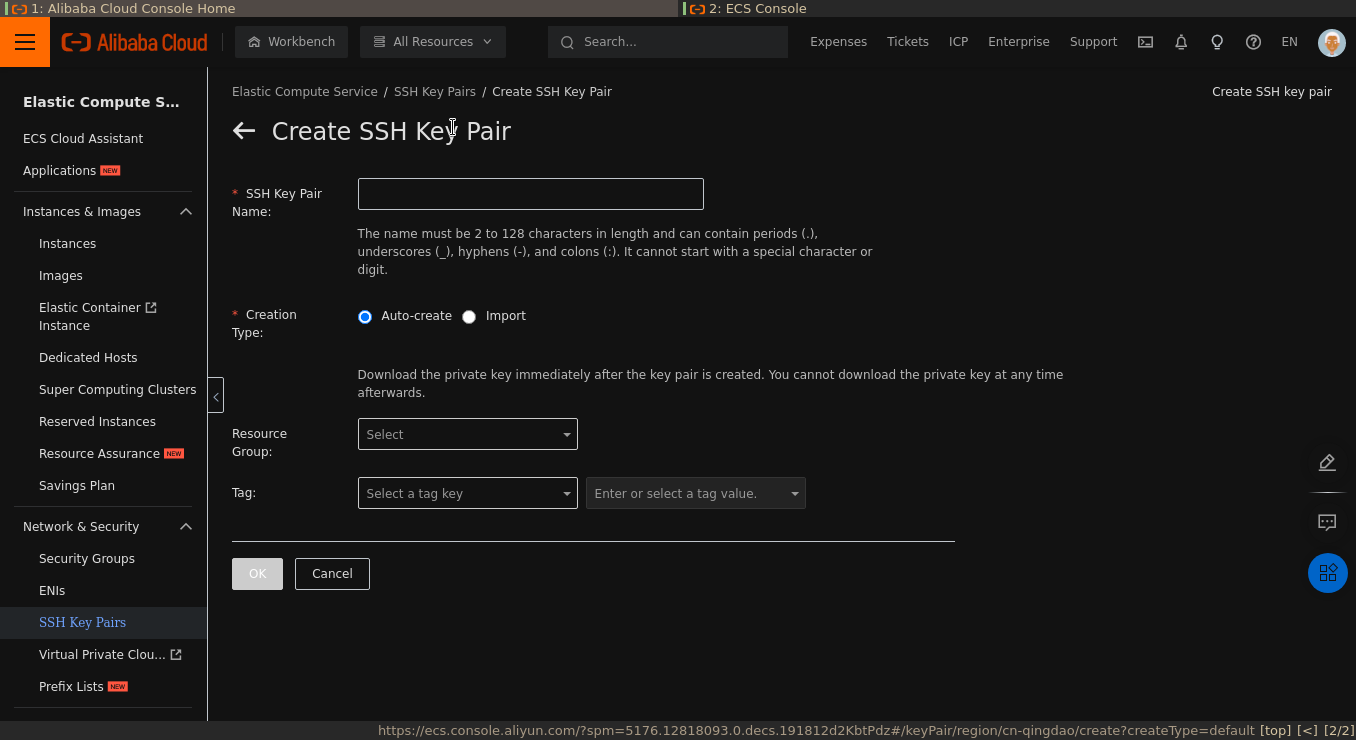 1: Alibaba Cloud Console Home
2: ECS Console
Alibaba Cloud
Workbench
All Resources
Search...
Expenses
Tickets
ICP
Enterprise
Support
EN
Elastic Compute S...
ECS Cloud Assistant
Applications NEW
Instances & Images
Instances
Images
Elastic Container
Instance
Dedicated Hosts
Super Computing Clusters
Reserved Instances
Resource Assurance NEW
Savings Plan
Network & Security
Security Groups
ENIs
SSH Key Pairs
Virtual Private Clou...
Prefix Lists NEW
Elastic Compute Service / SSH Key Pairs / Create SSH Key Pair
Create SSH key pair
Create SSH Key Pair
* SSH Key Pair
Name:
The name must be 2 to 128 characters in length and can contain periods (.),
underscores (_), hyphens (-), and colons (:). It cannot start with a special character or
digit.
* Creation
Type:
Auto-create
Import
Download the private key immediately after the key pair is created. You cannot download the private key at any time
afterwards.
Resource
Group:
Select
Tag:
Select a tag key
Enter or select a tag value.
OK
Cancel
https://ecs.console.aliyun.com/?spm=5176.12818093.0.decs.191812d2KbtPdz#/keyPair/region/cn-qingdao/create?createType=default [top] [<] [2/2]